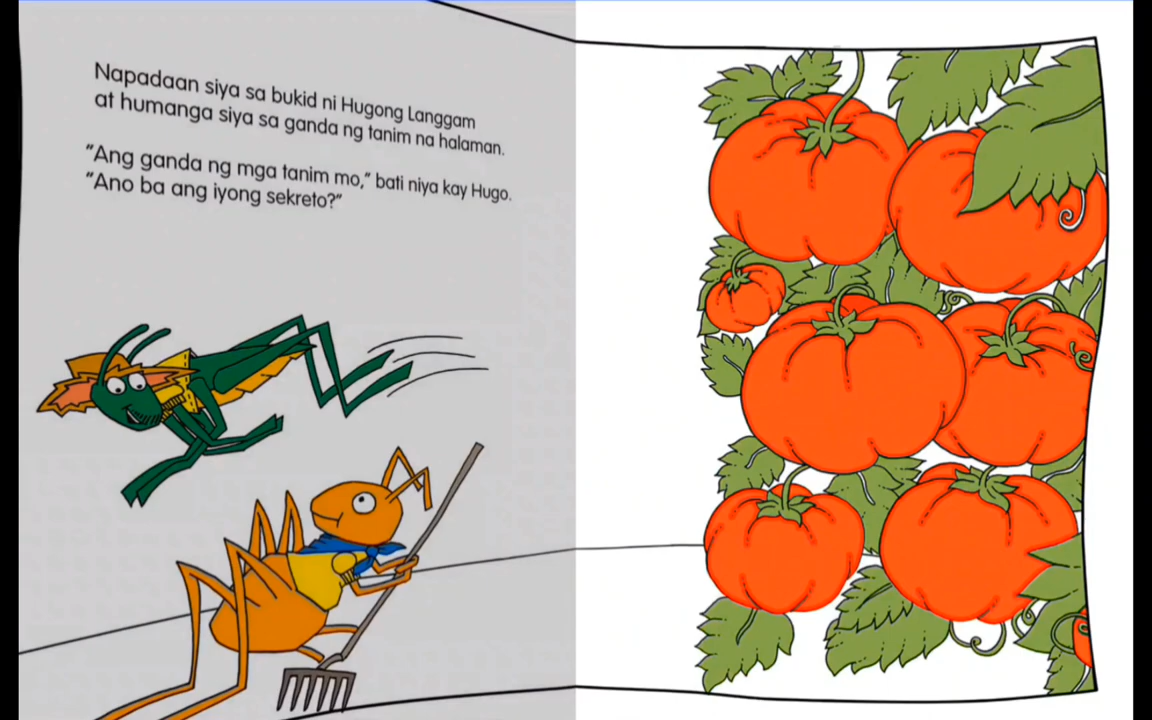 Napadaan siya sa bukid ni Hugong Langgam
at humanga siya sa ganda ng tanim na halaman.
“Ang ganda ng mga tanim mo,” bati niya kay Hugo.
“Ano ba ang iyong sekreto?”